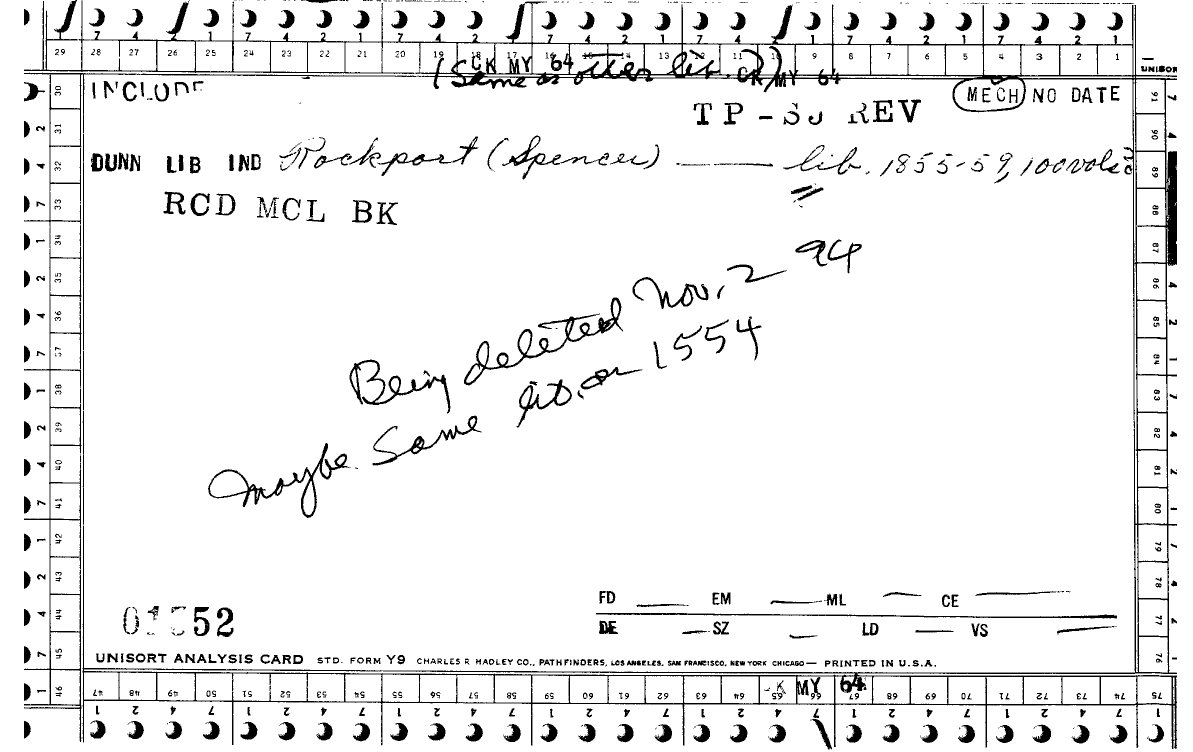 7 4 2 1 7 4 2 1 7 4 2 1 7 4 2 1 7 4 2 1 7 4 2 1 7 4 2 1
29 28 27 26 25 24 23 22 21 20 19 18 17 16 15 14 13 12 11 10 9 8 7 6 5 4 3 2 1
CK MY 64
(Same as other lib.) CK MY 64
UNISORT
INCLUDE
MECH NO DATE
TP - SJ REV
DUNN LIB IND Rockport (Spencer) —— lib. 1855-59, 100 vols
RCD MCL BK
Being deleted Nov. 2 94
Maybe same lib. as 1554
FD EM ML CE
01552
DE SZ LD VS
UNISORT ANALYSIS CARD STD. FORM Y9 CHARLES R. HADLEY CO., PATHFINDERS, LOS ANGELES, SAN FRANCISCO, NEW YORK CHICAGO— PRINTED IN U.S.A.
CK MY 64
47 48 49 50 51 52 53 54 55 56 57 58 59 60 61 62 63 64 65 66 67 68 69 70 71 72 73 74 75
1 2 4 7 1 2 4 7 1 2 4 7 1 2 4 7 1 2 4 7 1 2 4 7 1 2 4 7 1
30 31 32 33 34 35 36 37 38 39 40 41 42 43 44 45 46
91 90 89 88 87 86 85 84 83 82 81 80 79 78 77 76